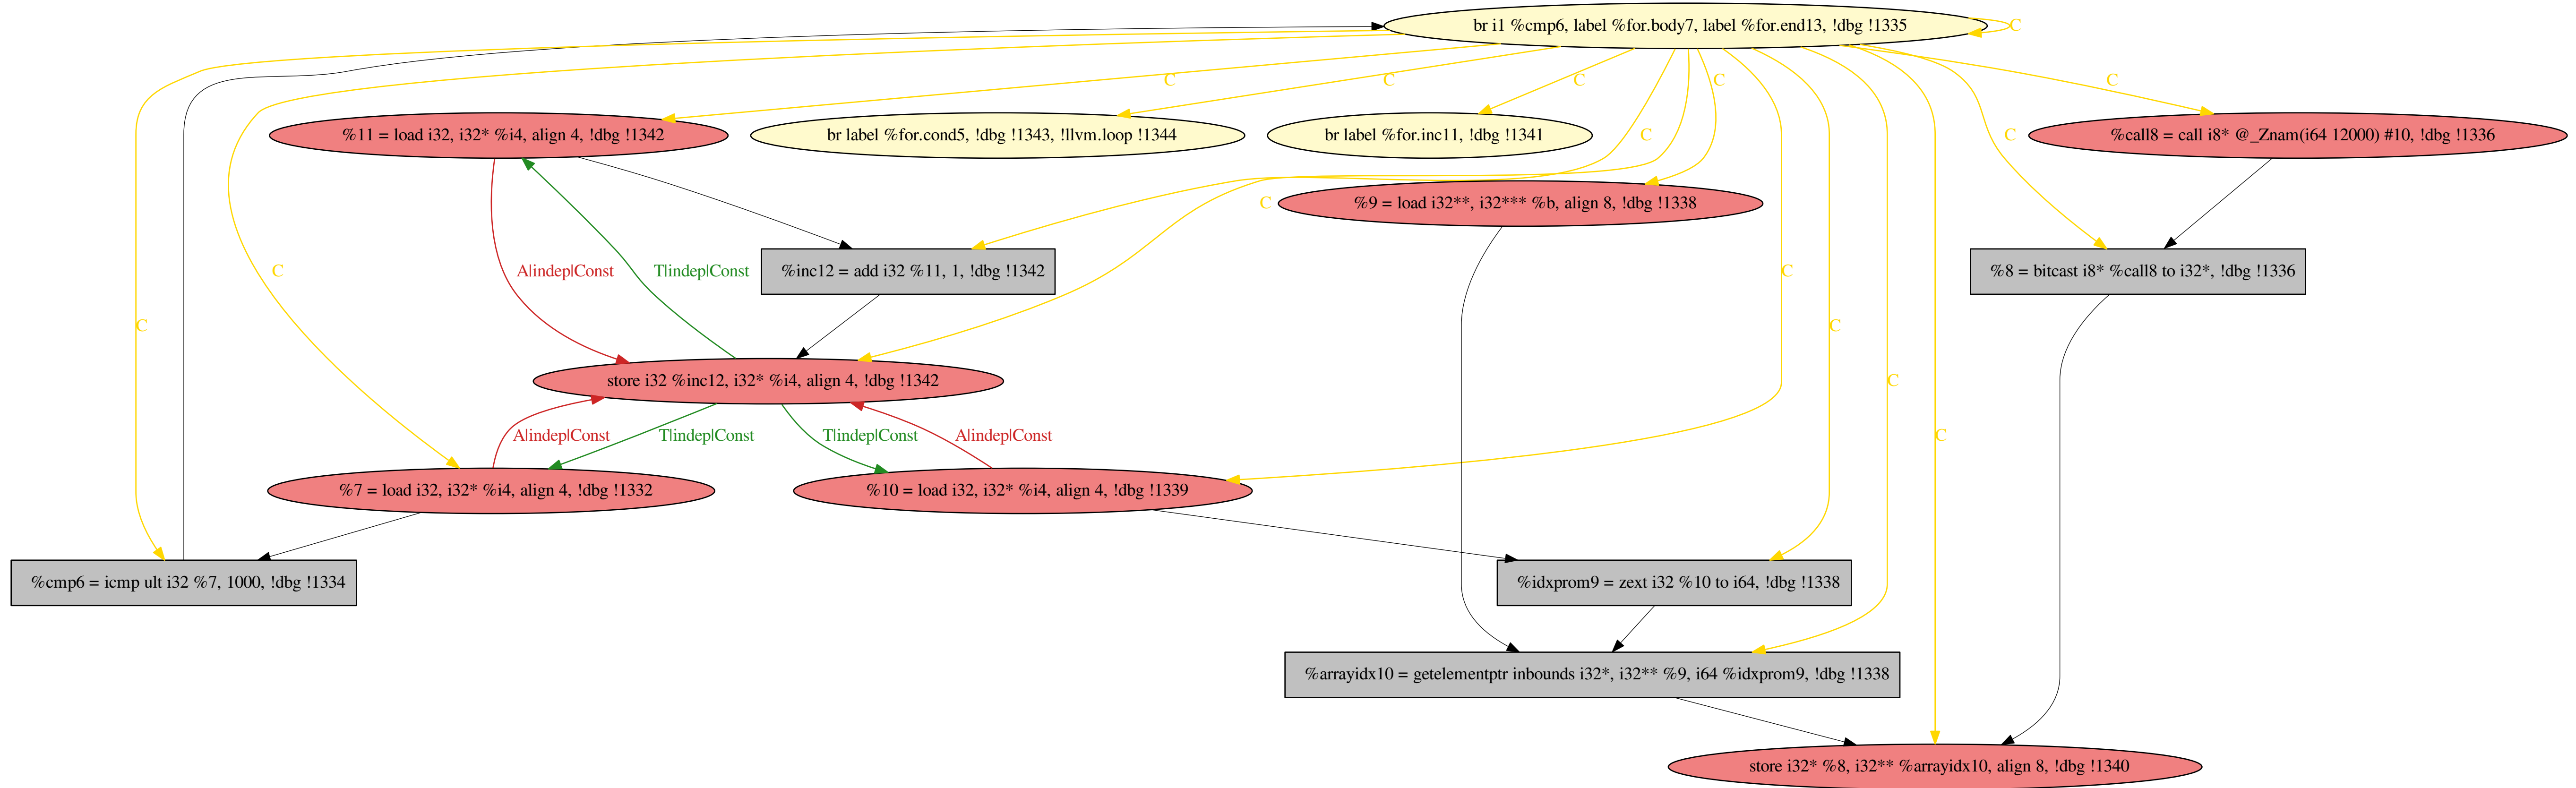 br i1 %cmp6, label %for.body7, label %for.end13, !dbg !1335
C
C
C
C
C
C
%11 = load i32, i32* %i4, align 4, !dbg !1342
br label %for.cond5, !dbg !1343, !llvm.loop !1344
br label %for.inc11, !dbg !1341
C
C
%call8 = call i8* @_Znam(i64 12000) #10, !dbg !1336
C
%9 = load i32**, i32*** %b, align 8, !dbg !1338
C
A|indep|Const
T|indep|Const
%inc12 = add i32 %11, 1, !dbg !1342
C
%8 = bitcast i8* %call8 to i32*, !dbg !1336
C
C
store i32 %inc12, i32* %i4, align 4, !dbg !1342
C
A|indep|Const
T|indep|Const
T|indep|Const
A|indep|Const
C
%7 = load i32, i32* %i4, align 4, !dbg !1332
%10 = load i32, i32* %i4, align 4, !dbg !1339
%cmp6 = icmp ult i32 %7, 1000, !dbg !1334
%idxprom9 = zext i32 %10 to i64, !dbg !1338
%arrayidx10 = getelementptr inbounds i32*, i32** %9, i64 %idxprom9, !dbg !1338
store i32* %8, i32** %arrayidx10, align 8, !dbg !1340